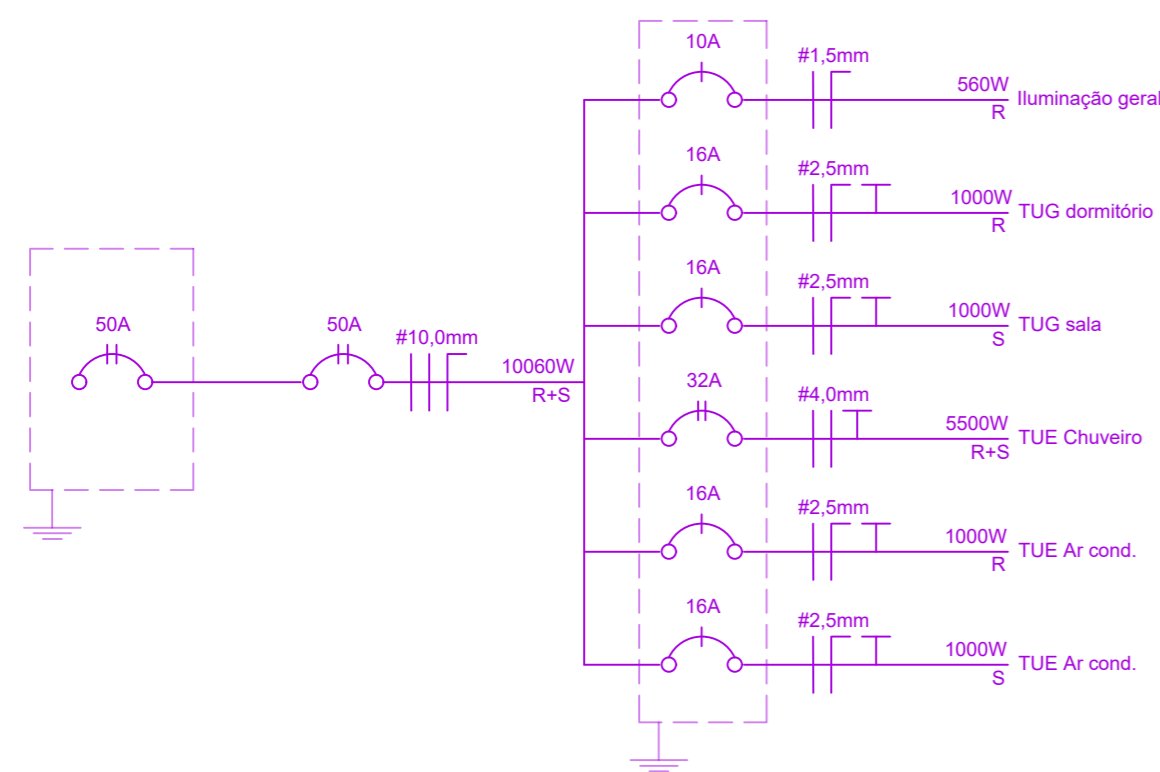 50A
50A
#10,0mm
10060W
R+S
10A
#1,5mm
560W
R
Iluminação geral
16A
#2,5mm
1000W
R
TUG dormitório
16A
#2,5mm
1000W
S
TUG sala
32A
#4,0mm
5500W
R+S
TUE Chuveiro
16A
#2,5mm
1000W
R
TUE Ar cond.
16A
#2,5mm
1000W
S
TUE Ar cond.